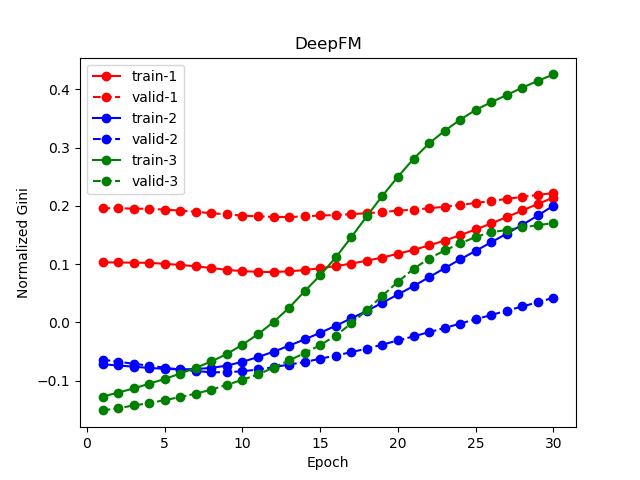 DeepFM
train-1
valid-1
train-2
valid-2
train-3
valid-3
Normalized Gini
0.4
0.3
0.2
0.1
0.0
−0.1
0
5
10
15
20
25
30
Epoch